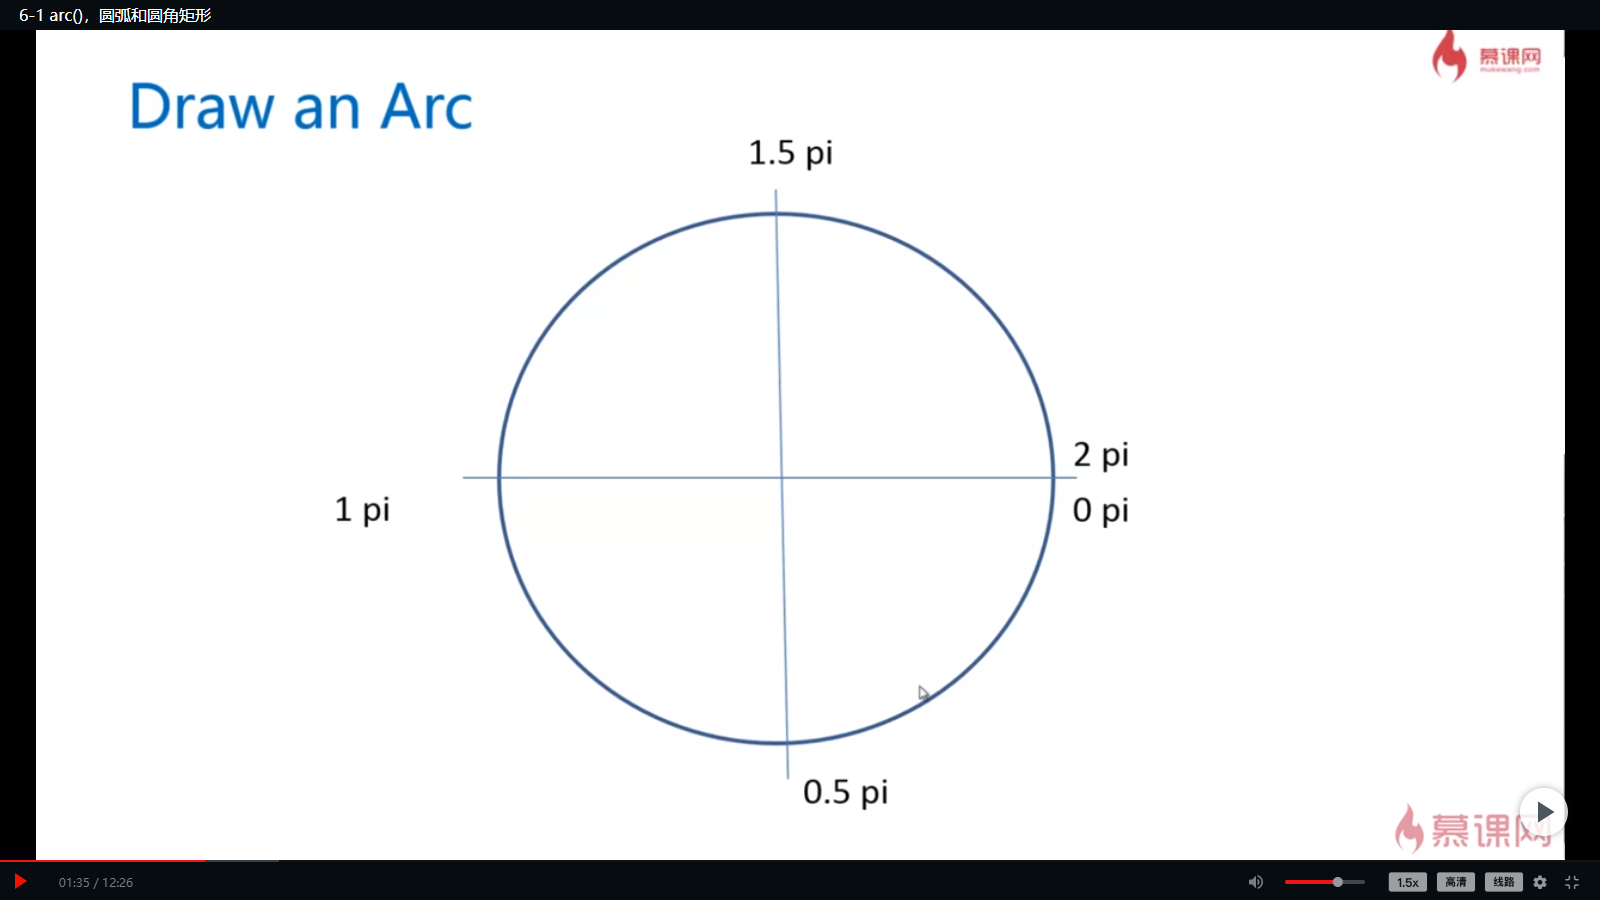 6-1 arc()，圆弧和圆角矩形
慕课网
mukewang.com
Draw an Arc
1.5 pi
2 pi
1 pi
0 pi
0.5 pi
慕课网
01:35 / 12:26
1.5x
高清
线路